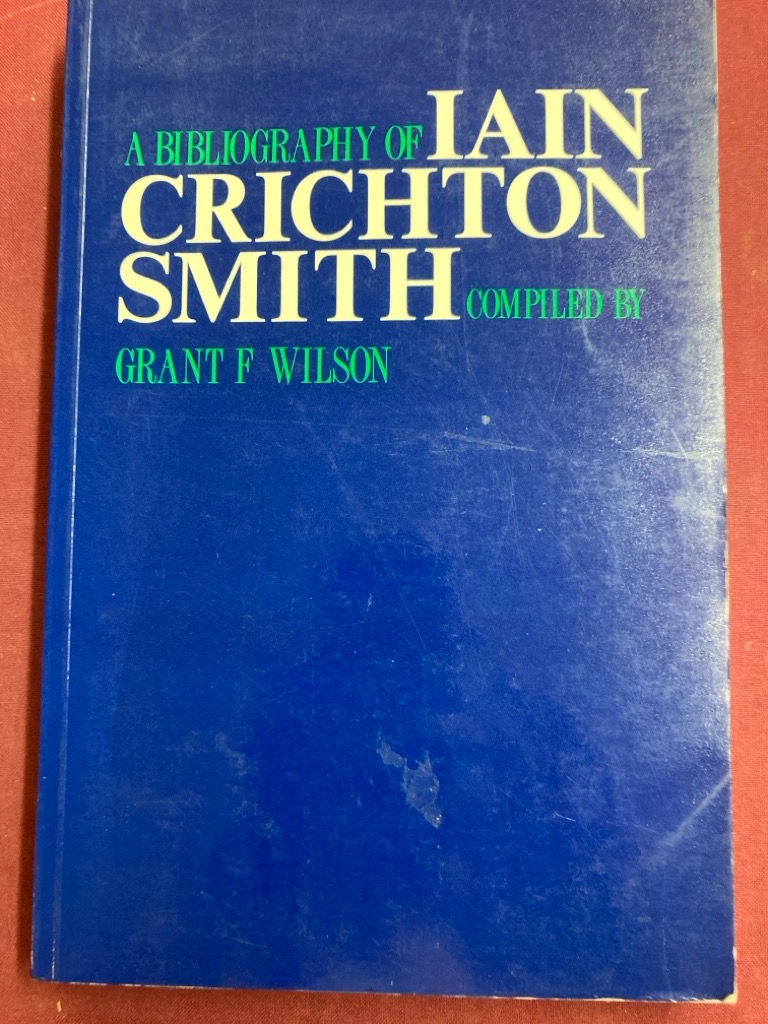 A BIBLIOGRAPHY OF IAIN
CRICHTON
SMITH COMPILED BY
GRANT F WILSON